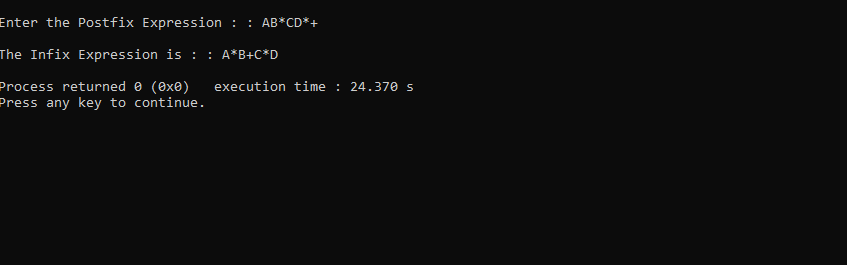 Enter the Postfix Expression : : AB*CD*+
The Infix Expression is : : A*B+C*D
Process returned 0 (0x0)   execution time : 24.370 s
Press any key to continue.